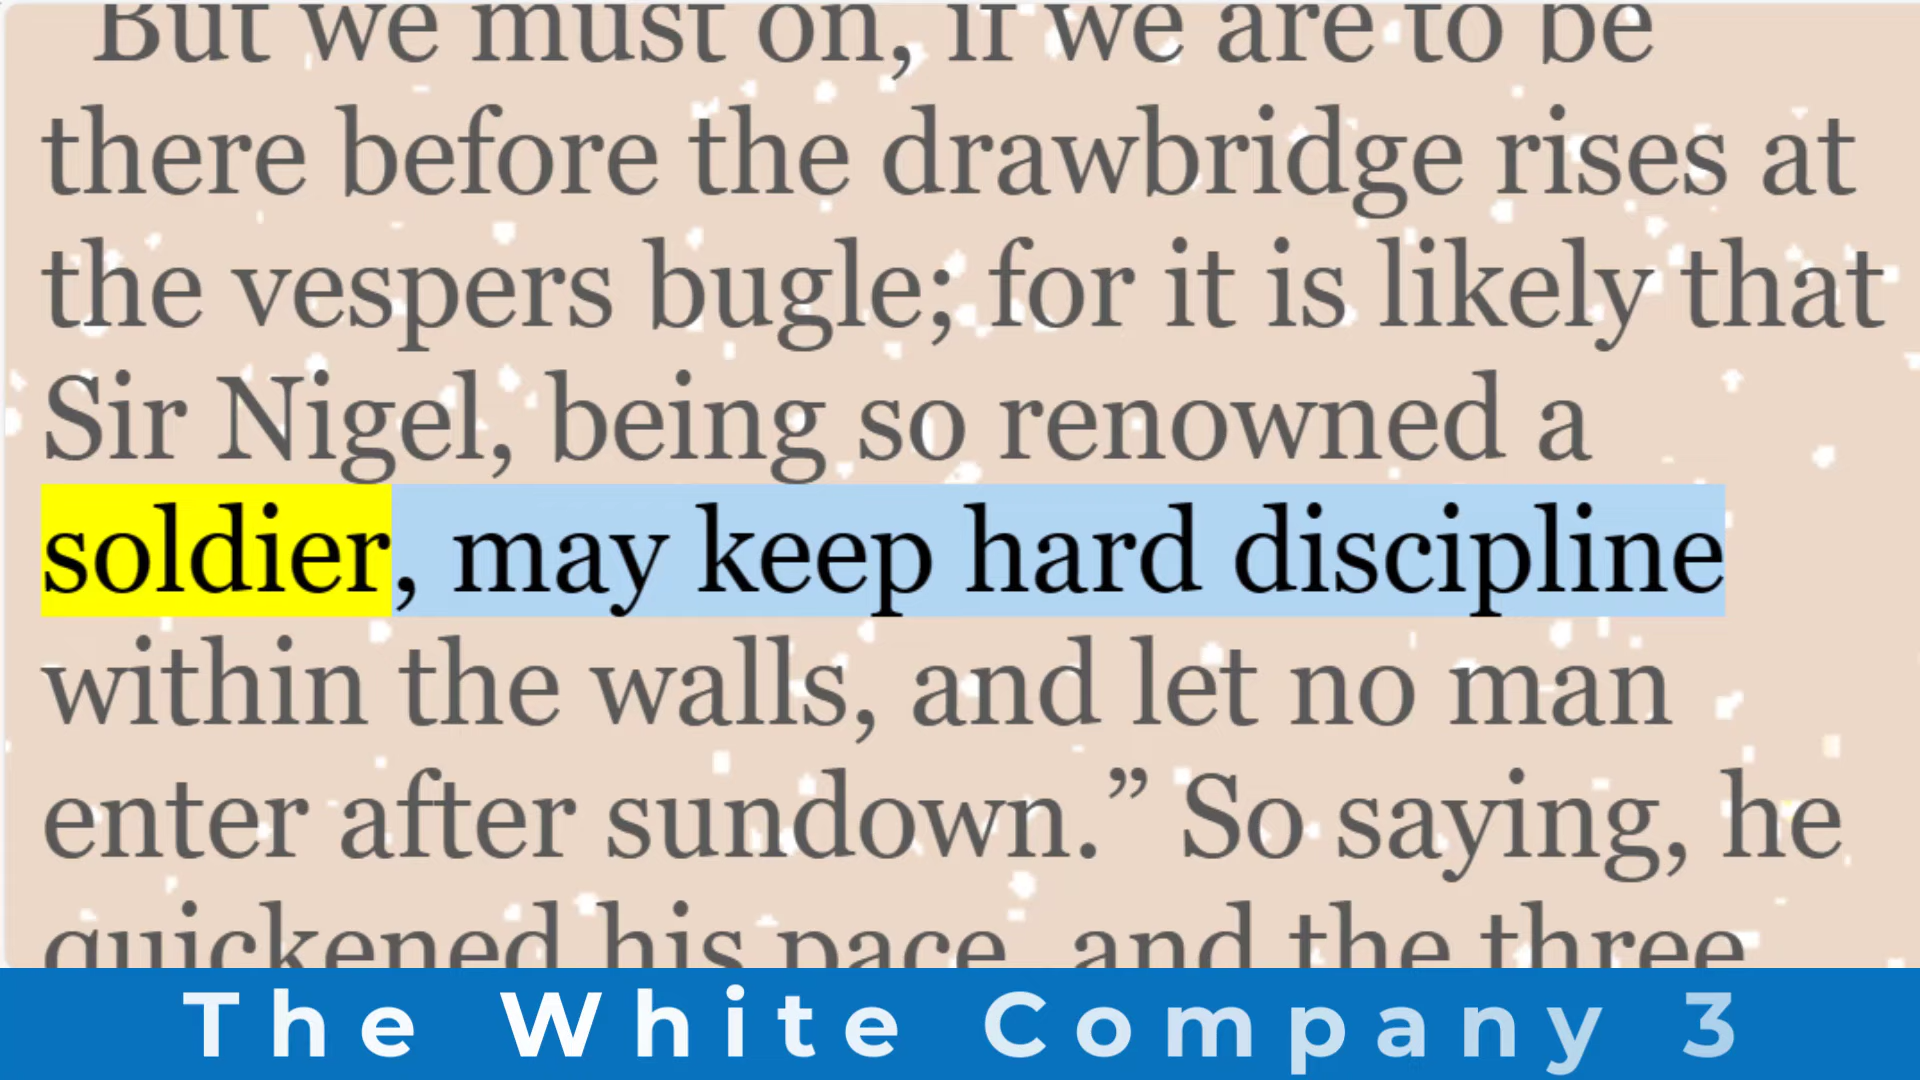 But we must on, if we are to be
there before the drawbridge rises at
the vespers bugle; for it is likely that
Sir Nigel, being so renowned a
soldier, may keep hard discipline
within the walls, and let no man
enter after sundown.” So saying, he
quickened his pace, and the three
The White Company 3